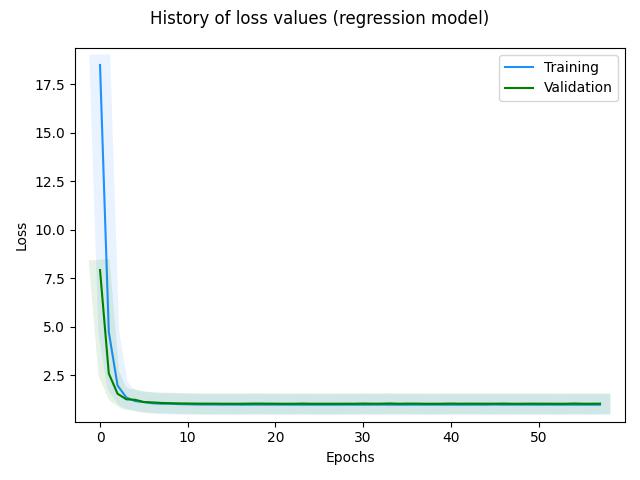 History of loss values (regression model)
Training
Validation
17.5
15.0
12.5
10.0
7.5
5.0
2.5
Loss
0 10 20 30 40 50
Epochs